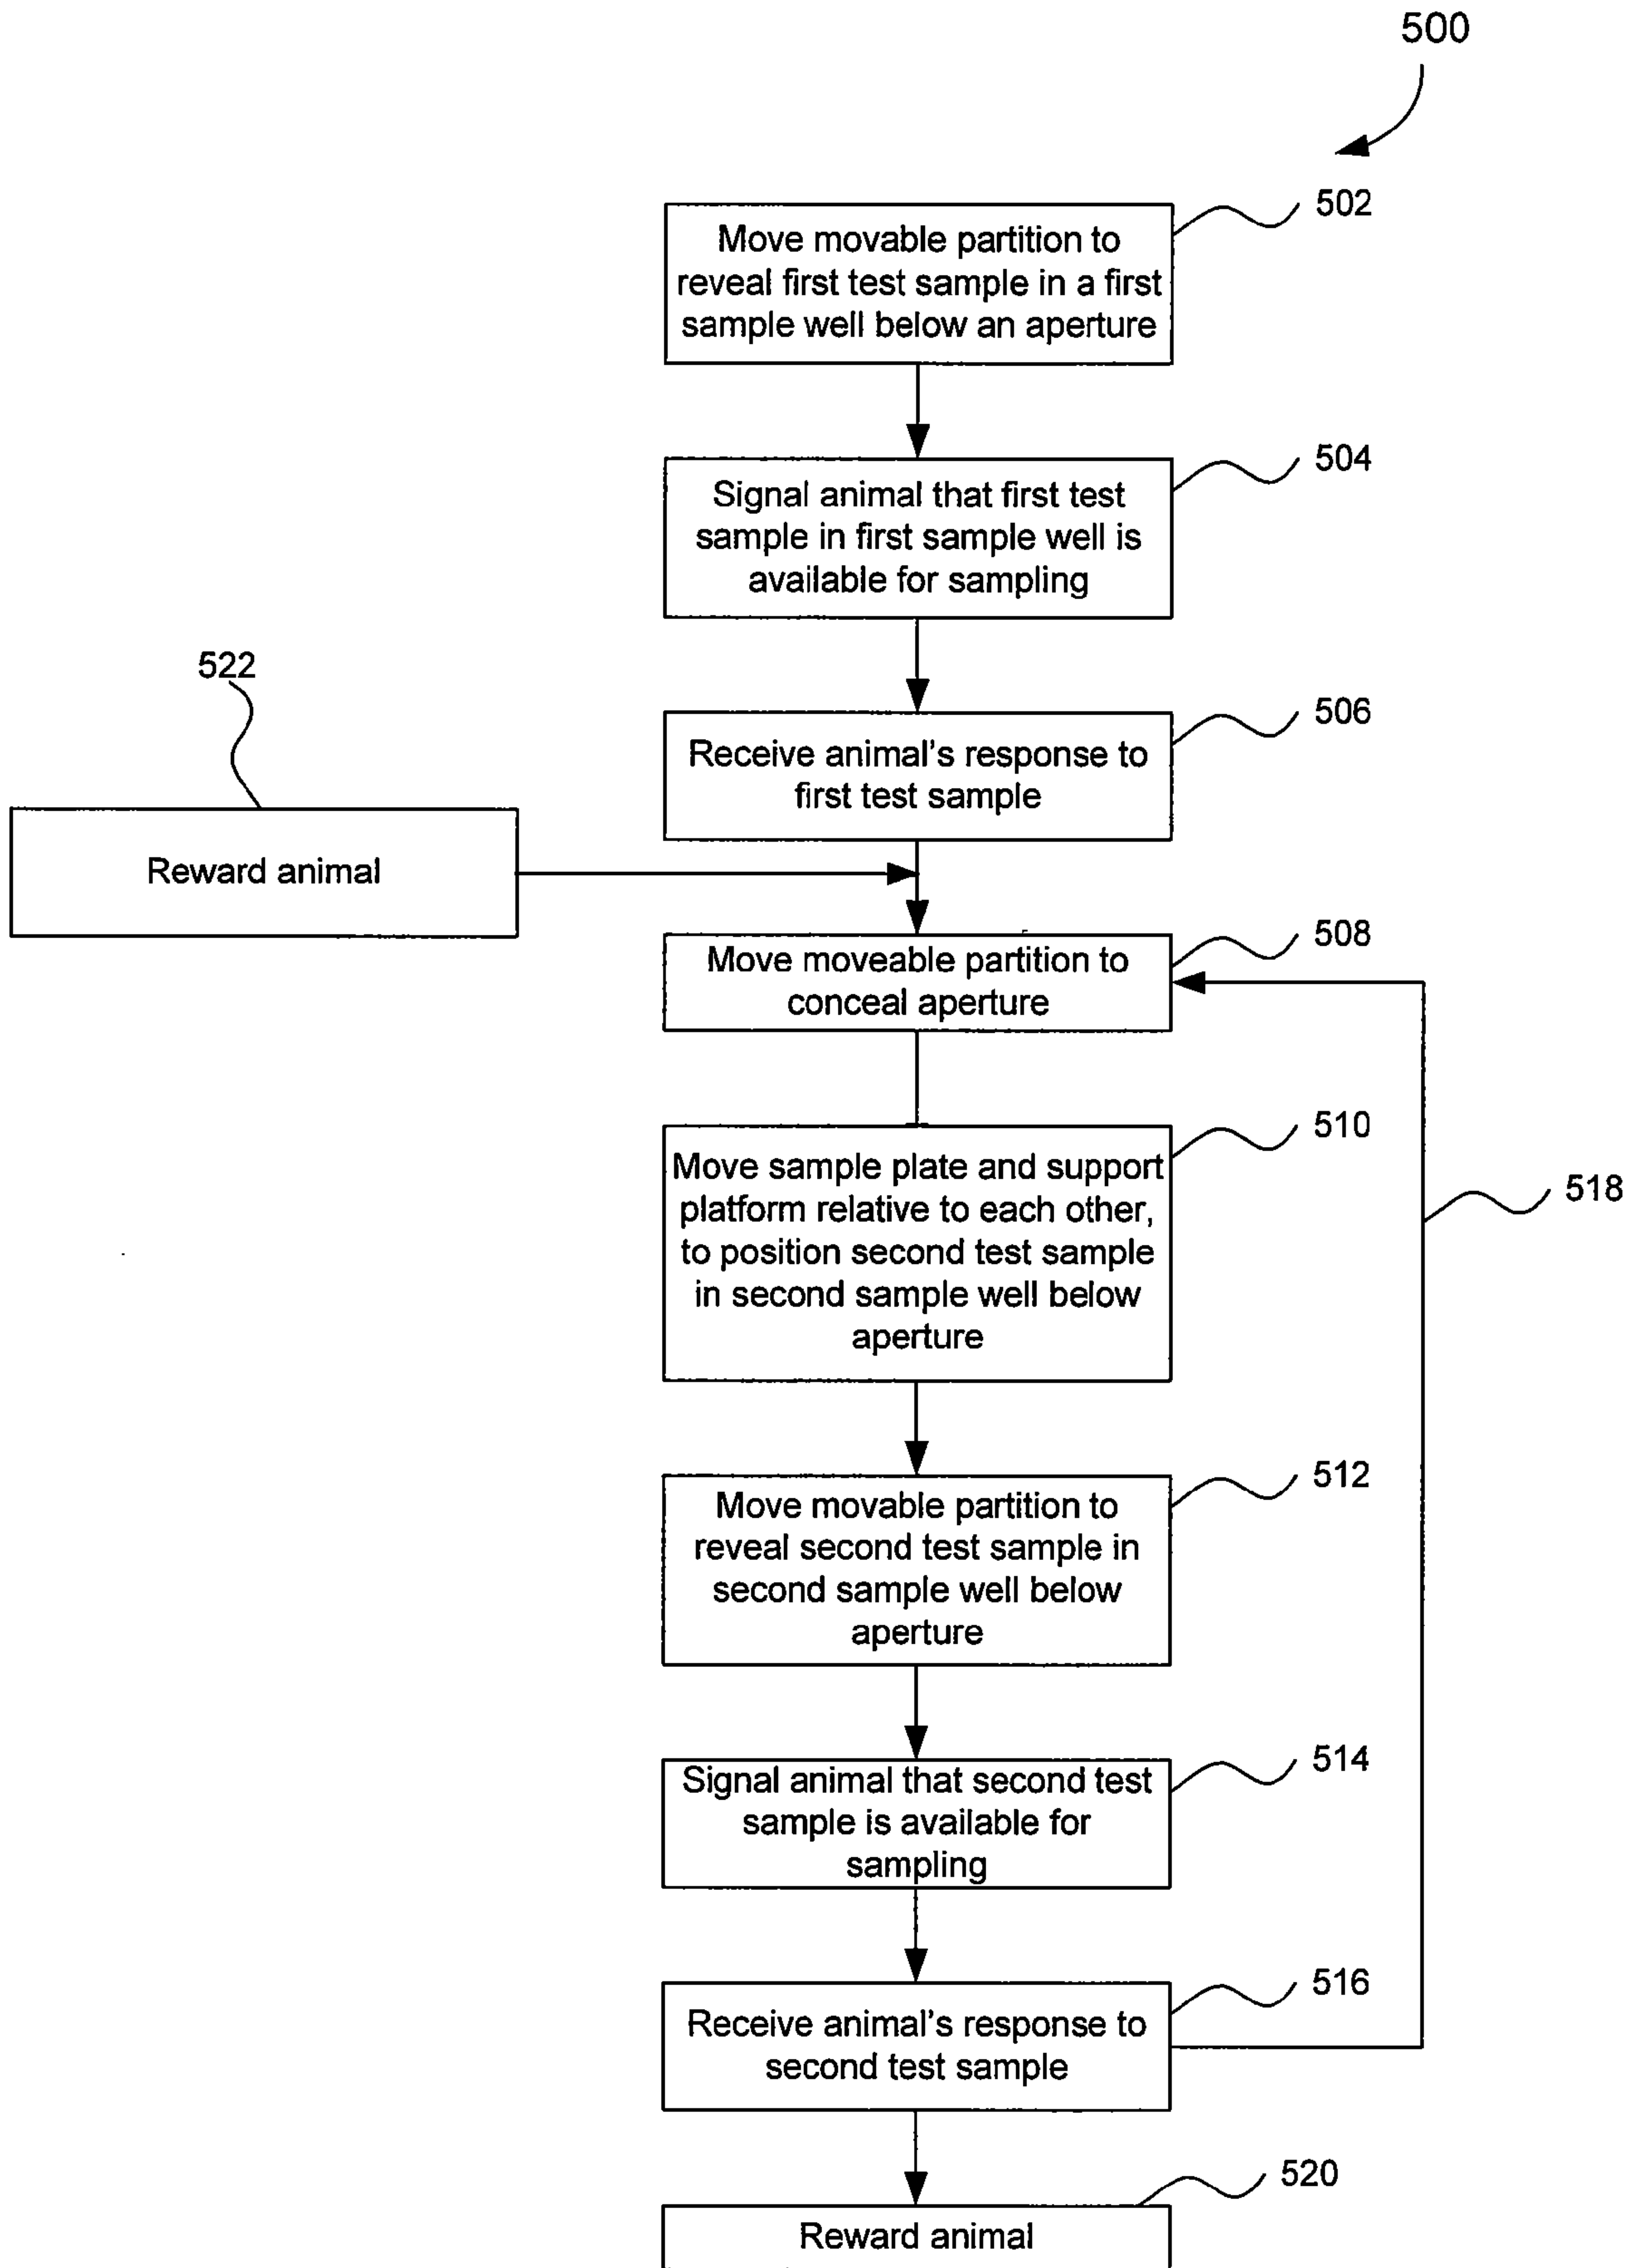 500
502
Move movable partition to
reveal first test sample in a first
sample well below an aperture
504
Signal animal that first test
sample in first sample well is
available for sampling
522
506
Receive animal's response to
first test sample
Reward animal
508
Move moveable partition to
conceal aperture
510
Move sample plate and support
platform relative to each other,
to position second test sample
in second sample well below
aperture
518
512
Move movable partition to
reveal second test sample in
second sample well below
aperture
514
Signal animal that second test
sample is available for
sampling
516
Receive animal's response to
second test sample
520
Reward animal